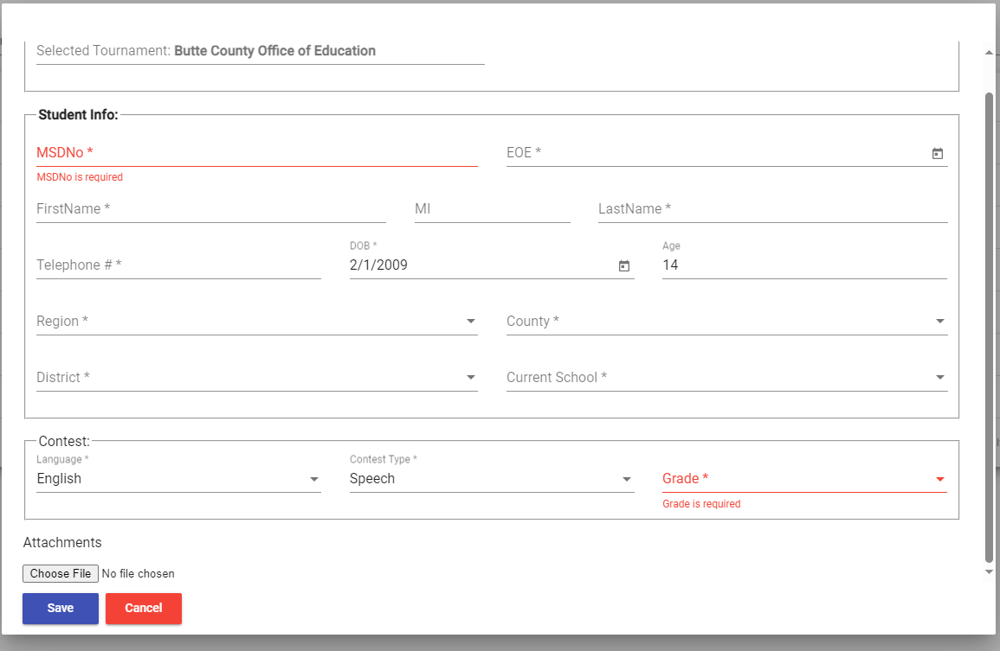 Selected Tournament: Butte County Office of Education
Student Info:
MSDNo *
EOE *
MSDNo is required
FirstName *
MI
LastName *
DOB *
Age
Telephone # *
2/1/2009
14
Region *
County *
District *
Current School *
Contest:
Language *
Contest Type *
English
Speech
Grade *
Grade is required
Attachments
Choose File No file chosen
Save
Cancel